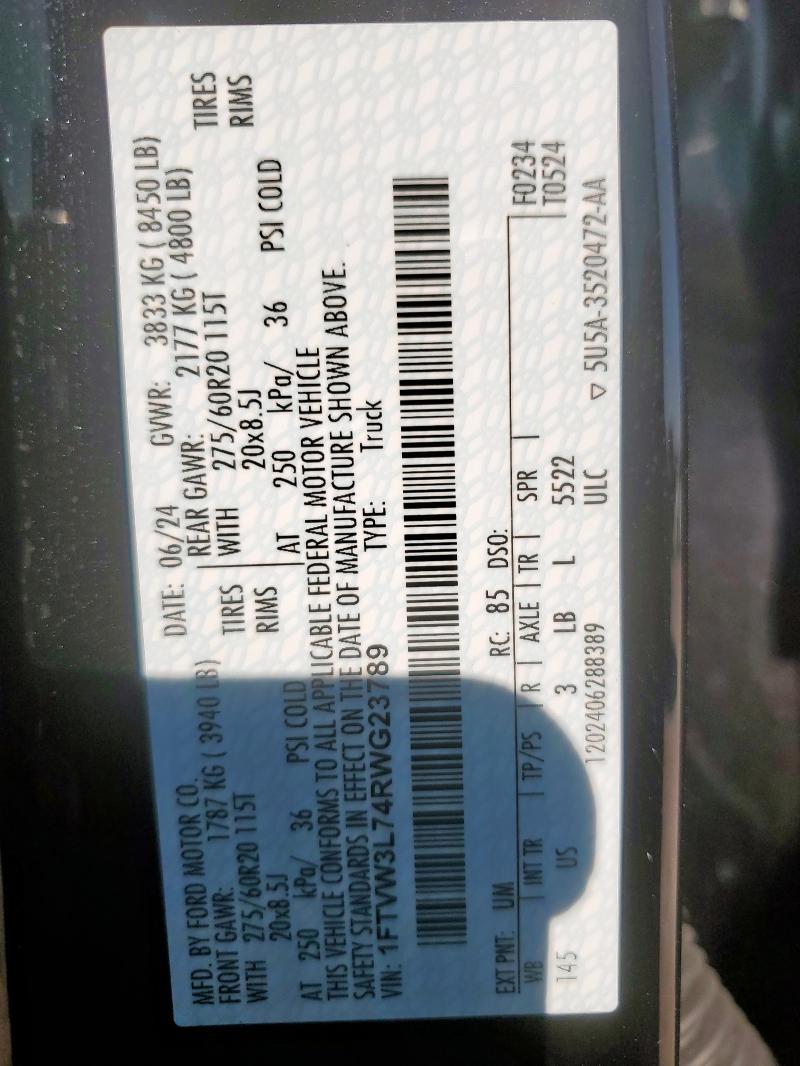 MFD. BY FORD MOTOR CO. DATE: 06/24 GVWR: 3833 KG ( 8450 LB)
FRONT GAWR: 1787 KG ( 3940 LB) REAR GAWR: 2177 KG ( 4800 LB)
WITH 275/60R20 115T TIRES WITH 275/60R20 115T TIRES
20x8.5J RIMS 20x8.5J RIMS
AT 250 kPa/ 36 PSI COLD AT 250 kPa/ 36 PSI COLD
THIS VEHICLE CONFORMS TO ALL APPLICABLE FEDERAL MOTOR VEHICLE
SAFETY STANDARDS IN EFFECT ON THE DATE OF MANUFACTURE SHOWN ABOVE.
VIN: 1FTVW3L74RWG23789 TYPE: Truck
EXT PNT: UM RC: 85 DSO: F0234
WB INT TR TP/PS R AXLE TR SPR T0524
145 US 3 LB L 5522
ULC
1202406288389 ▽ 5U5A-3520472-AA